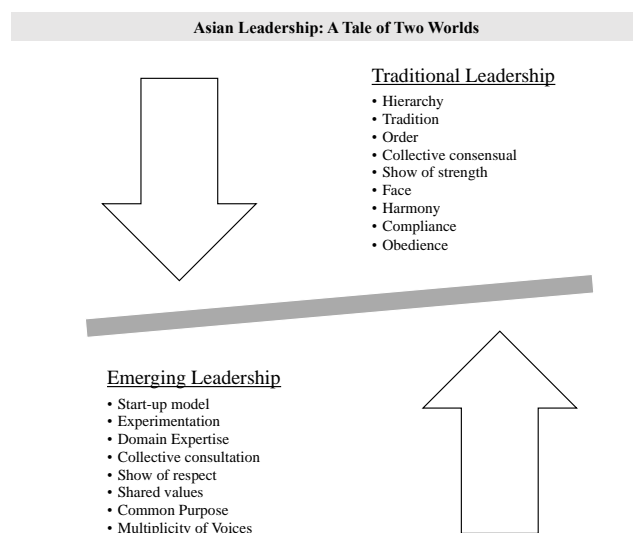 Asian Leadership: A Tale of Two Worlds
Traditional Leadership
• Hierarchy
• Tradition
• Order
• Collective consensual
• Show of strength
• Face
• Harmony
• Compliance
• Obedience
Emerging Leadership
• Start-up model
• Experimentation
• Domain Expertise
• Collective consultation
• Show of respect
• Shared values
• Common Purpose
• Multiplicity of Voices